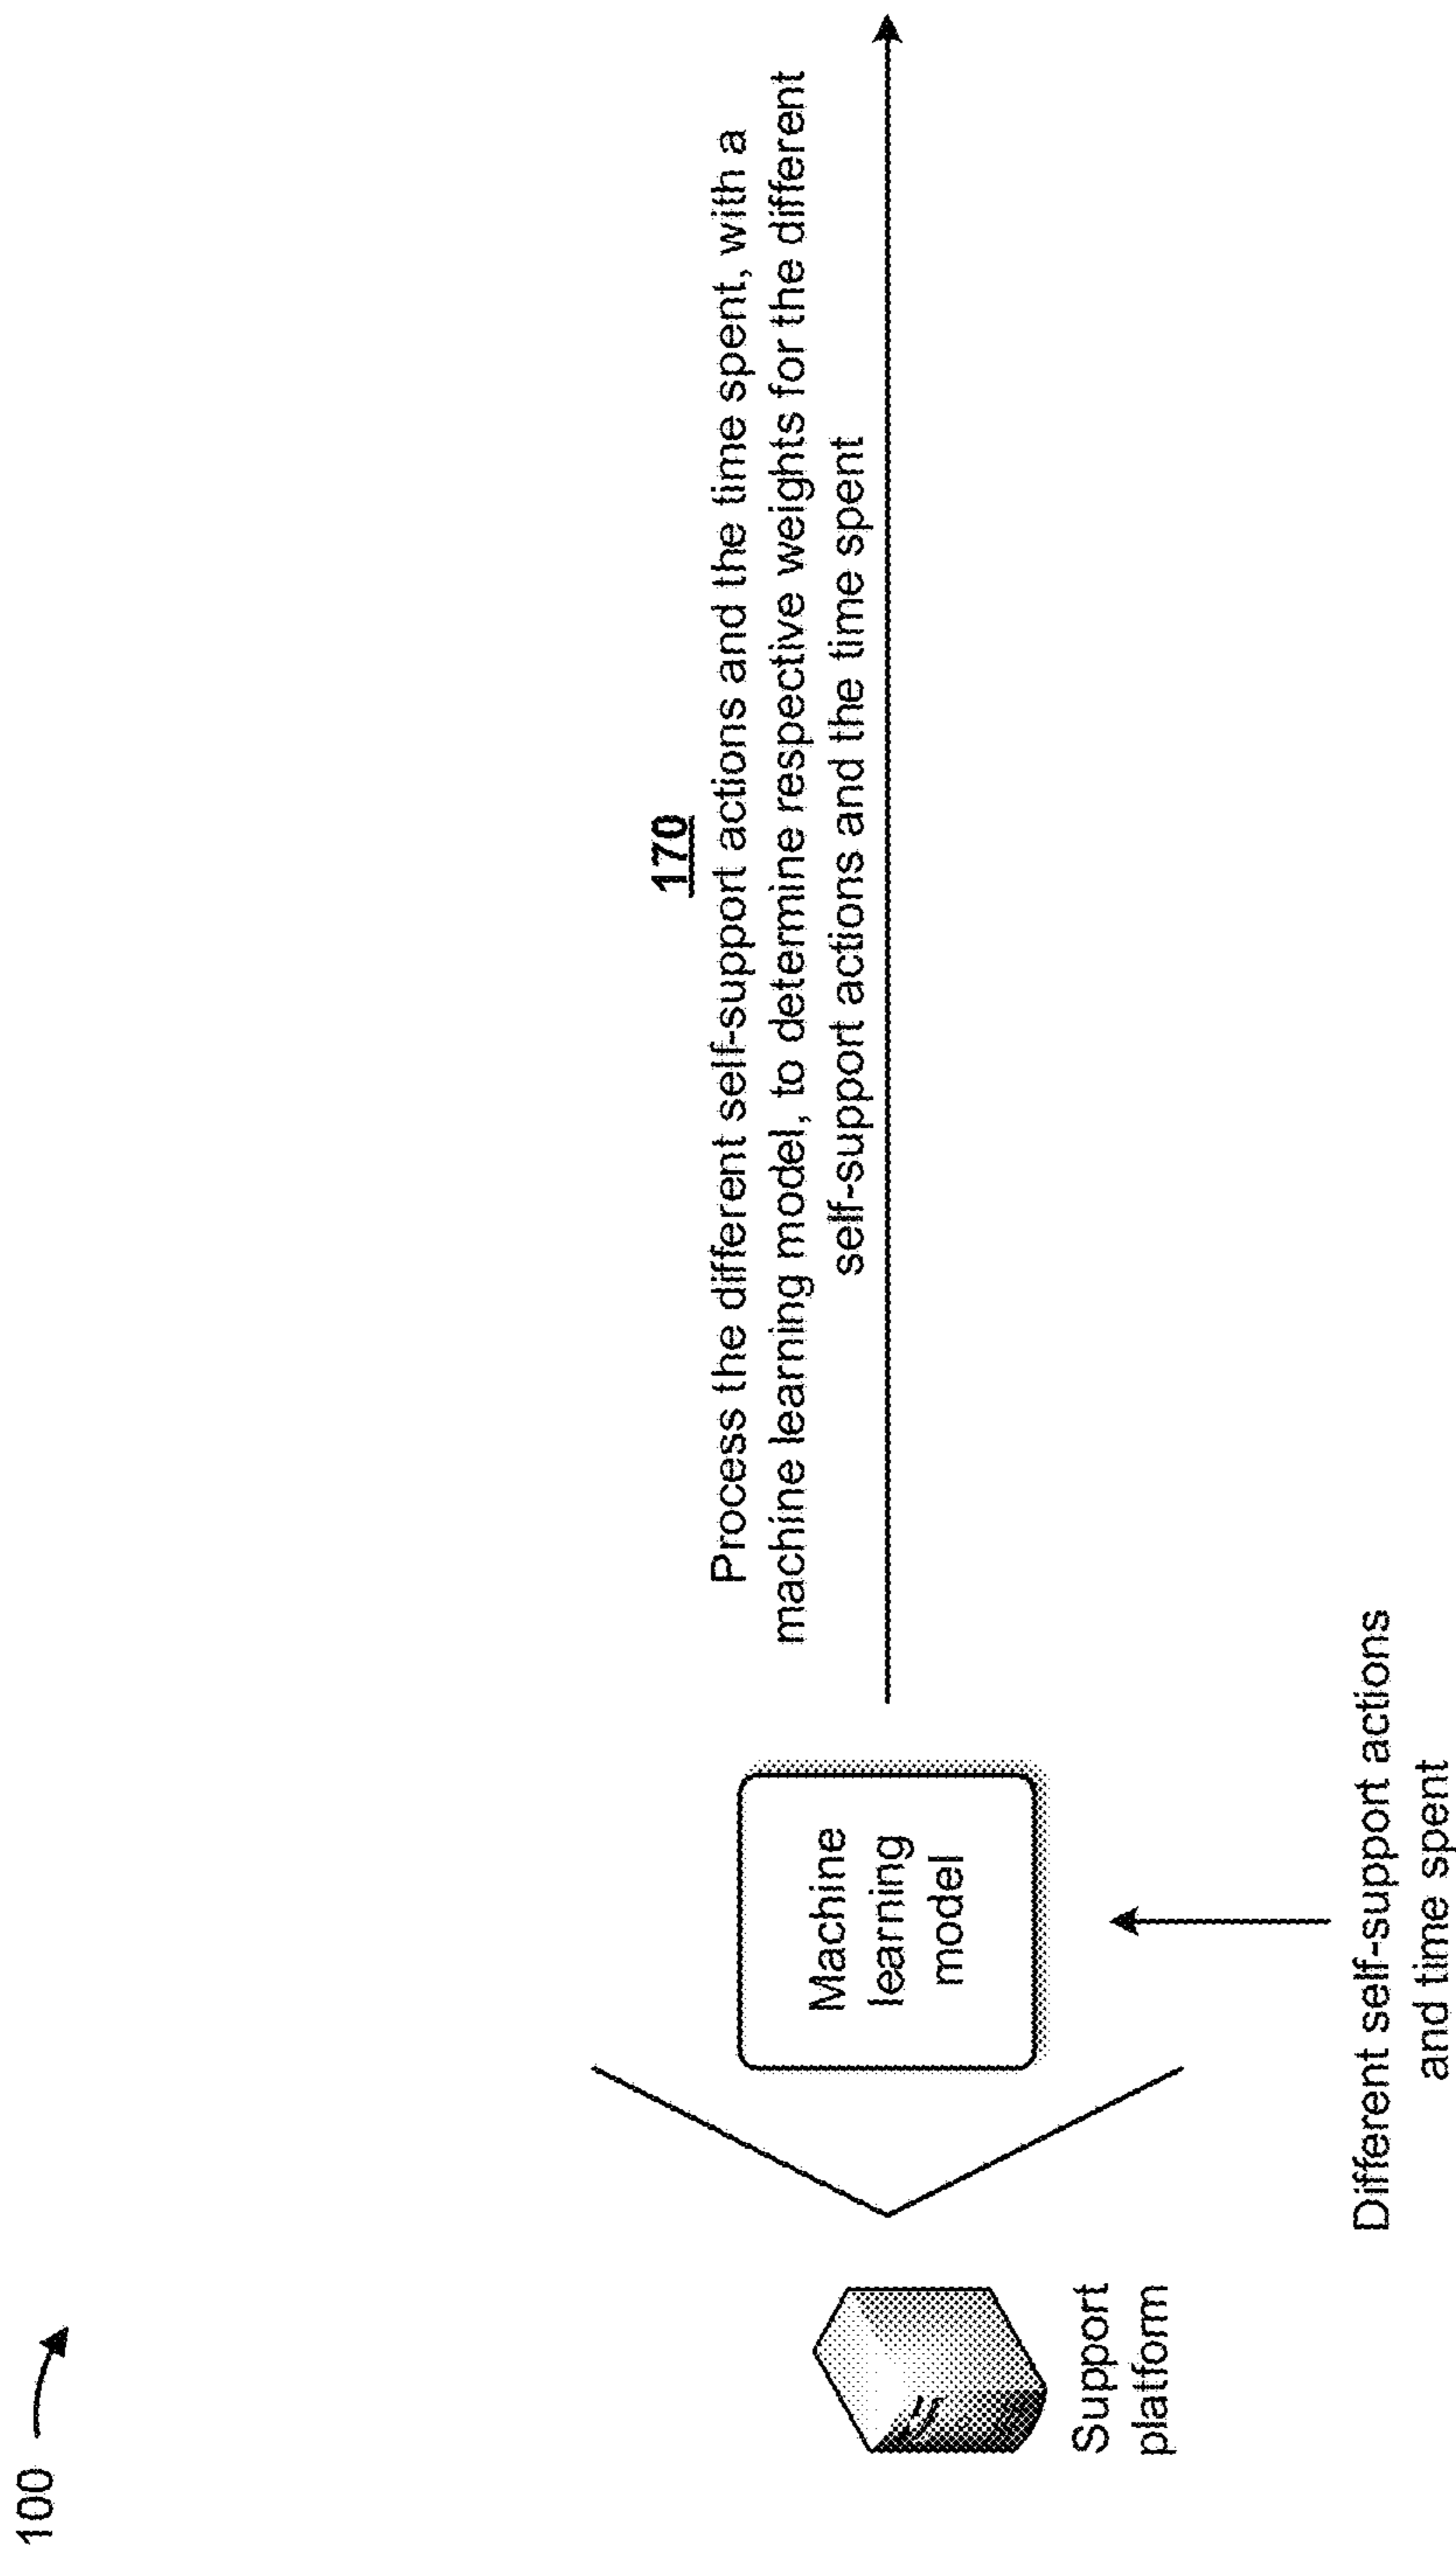 100
170
Process the different self-support actions and the time spent, with a
machine learning model, to determine respective weights for the different
self-support actions and the time spent
Machine
learning
model
Support
platform
Different self-support actions
and time spent